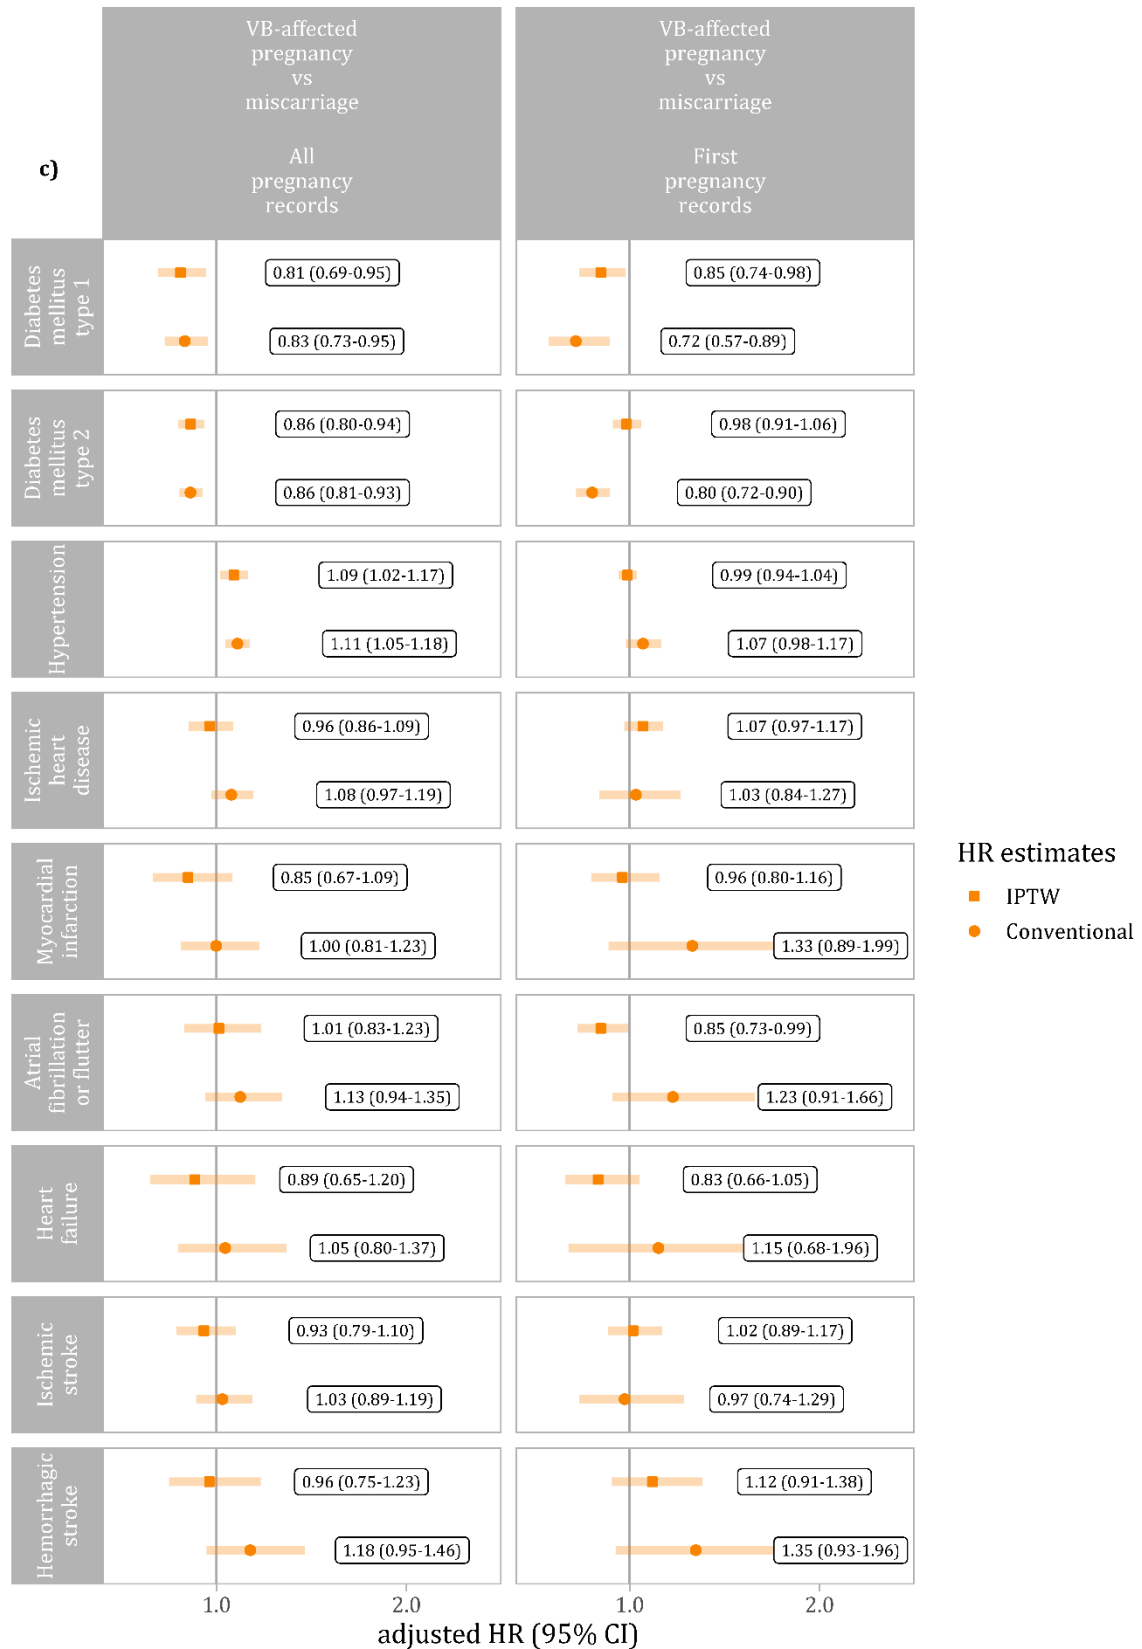 c)
VB-affected
pregnancy
vs
miscarriage
All
pregnancy
records
VB-affected
pregnancy
vs
miscarriage
First
pregnancy
records
Diabetes
mellitus
type 1
0.81 (0.69-0.95)
0.85 (0.74-0.98)
0.83 (0.73-0.95)
0.72 (0.57-0.89)
Diabetes
mellitus
type 2
0.86 (0.80-0.94)
0.98 (0.91-1.06)
0.86 (0.81-0.93)
0.80 (0.72-0.90)
Hypertension
1.09 (1.02-1.17)
0.99 (0.94-1.04)
1.11 (1.05-1.18)
1.07 (0.98-1.17)
Ischemic
heart
disease
0.96 (0.86-1.09)
1.07 (0.97-1.17)
1.08 (0.97-1.19)
1.03 (0.84-1.27)
Myocardial
infarction
0.85 (0.67-1.09)
0.96 (0.80-1.16)
1.00 (0.81-1.23)
1.33 (0.89-1.99)
Atrial
fibrillation
or flutter
1.01 (0.83-1.23)
0.85 (0.73-0.99)
1.13 (0.94-1.35)
1.23 (0.91-1.66)
Heart
failure
0.89 (0.65-1.20)
0.83 (0.66-1.05)
1.05 (0.80-1.37)
1.15 (0.68-1.96)
Ischemic
stroke
0.93 (0.79-1.10)
1.02 (0.89-1.17)
1.03 (0.89-1.19)
0.97 (0.74-1.29)
Hemorrhagic
stroke
0.96 (0.75-1.23)
1.12 (0.91-1.38)
1.18 (0.95-1.46)
1.35 (0.93-1.96)
1.0 2.0 1.0 2.0
adjusted HR (95% CI)
HR estimates
IPTW
Conventional